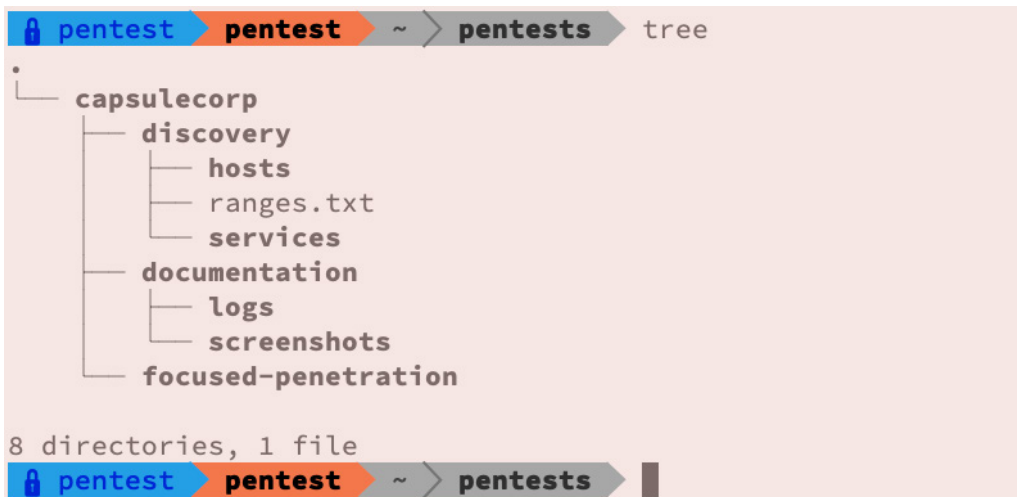 pentest pentest ~ pentests tree
.
└── capsulecorp
    ├── discovery
    │   ├── hosts
    │   ├── ranges.txt
    │   └── services
    ├── documentation
    │   ├── logs
    │   └── screenshots
    └── focused-penetration
8 directories, 1 file
pentest pentest ~ pentests